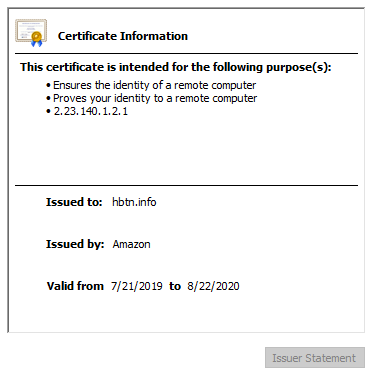 Certificate Information
This certificate is intended for the following purpose(s):
• Ensures the identity of a remote computer
• Proves your identity to a remote computer
• 2.23.140.1.2.1
Issued to: hbtn.info
Issued by: Amazon
Valid from 7/21/2019 to 8/22/2020
Issuer Statement